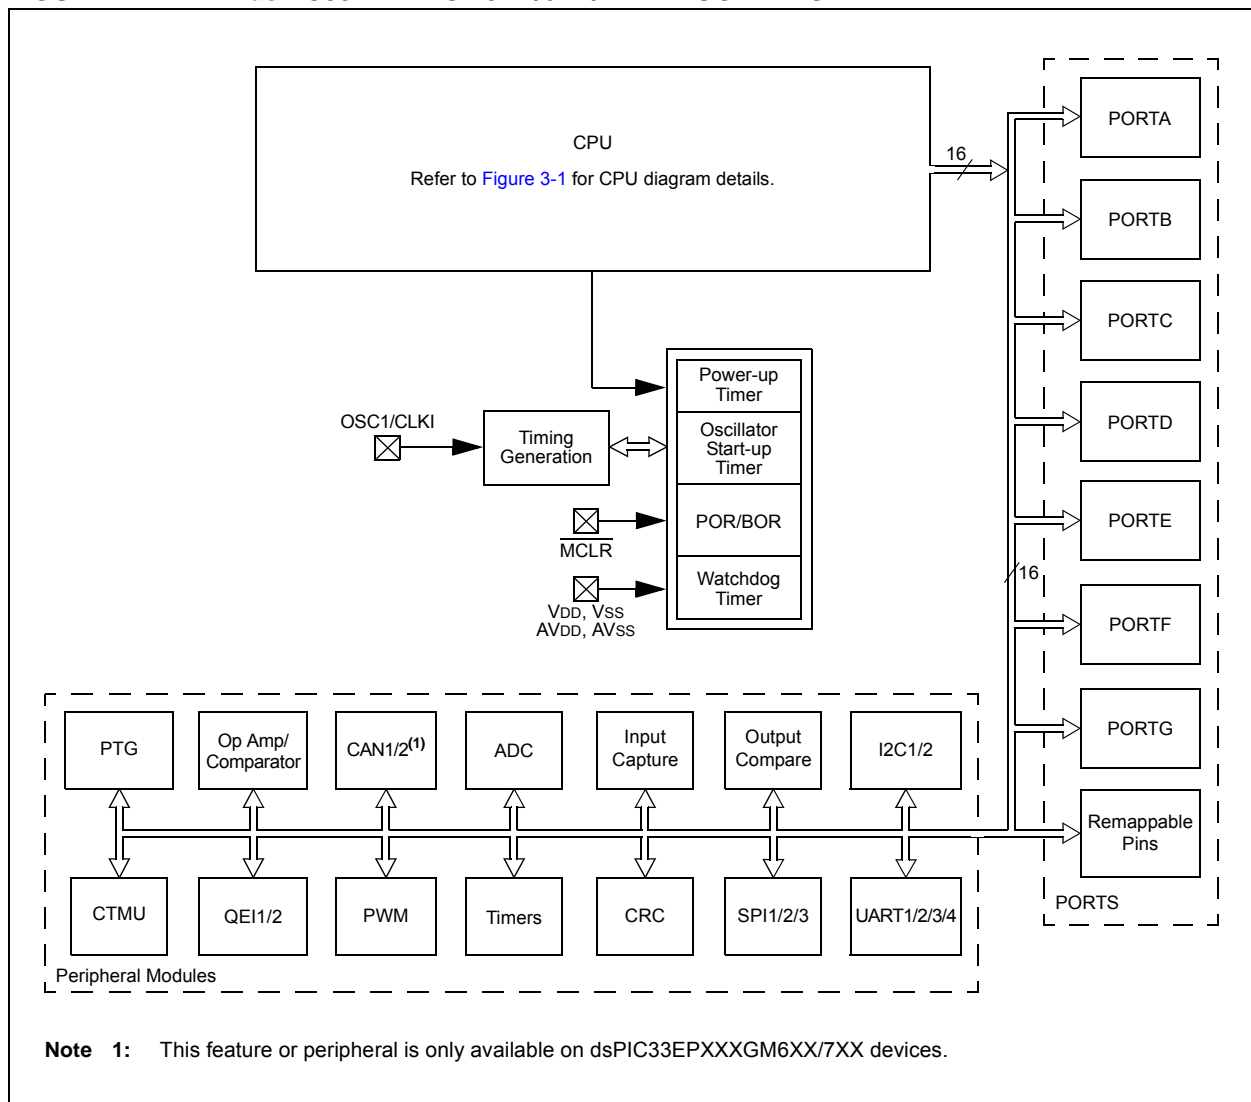 CPU
Refer to Figure 3-1 for CPU diagram details.
16
PORTA
PORTB
PORTC
PORTD
PORTE
16
PORTF
PORTG
Remappable
Pins
PORTS
Power-up
Timer
OSC1/CLKI
Timing
Generation
Oscillator
Start-up
Timer
POR/BOR
MCLR
Watchdog
Timer
VDD, VSS
AVDD, AVSS
PTG
Op Amp/
Comparator
CAN1/2(1)
ADC
Input
Capture
Output
Compare
I2C1/2
CTMU
QEI1/2
PWM
Timers
CRC
SPI1/2/3
UART1/2/3/4
Peripheral Modules
Note 1: This feature or peripheral is only available on dsPIC33EPXXXGM6XX/7XX devices.